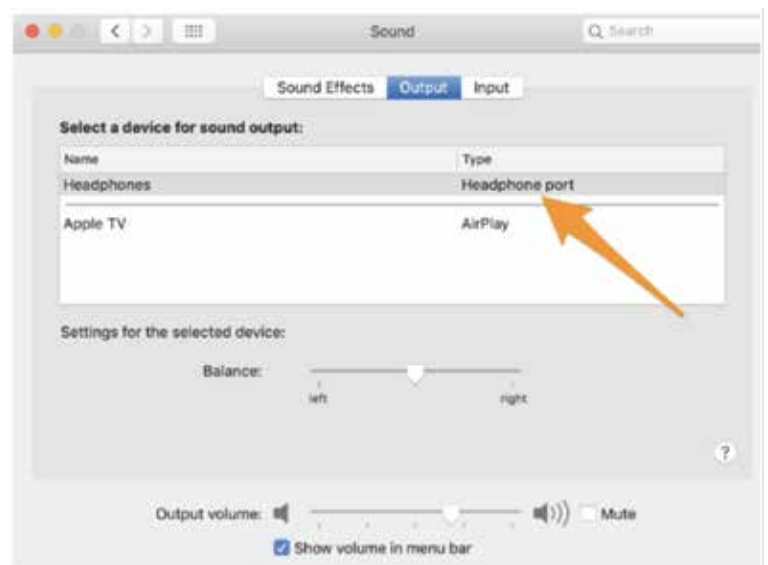 Sound
Search
Sound Effects Output Input
Select a device for sound output:
Name Type
Headphones Headphone port
Apple TV AirPlay
Settings for the selected device:
Balance:
left right
?
Output volume: Mute
Show volume in menu bar